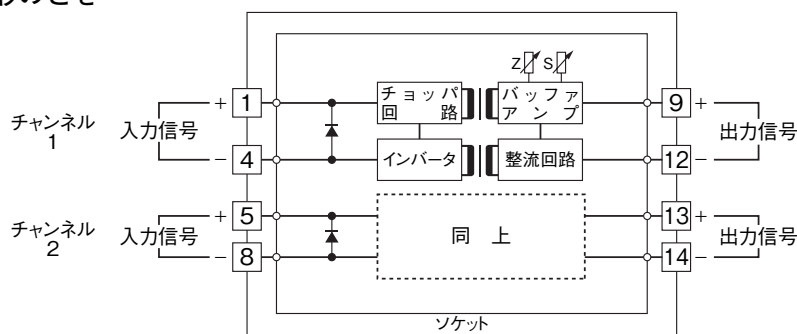 Z S
チョッパ
回路
バッファ
アンプ
インバータ
整流回路
チャンネル
1
入力信号
+ 1
− 4
9 +
12 −
出力信号
チャンネル
2
入力信号
+ 5
− 8
同上
13 +
14 −
出力信号
ソケット